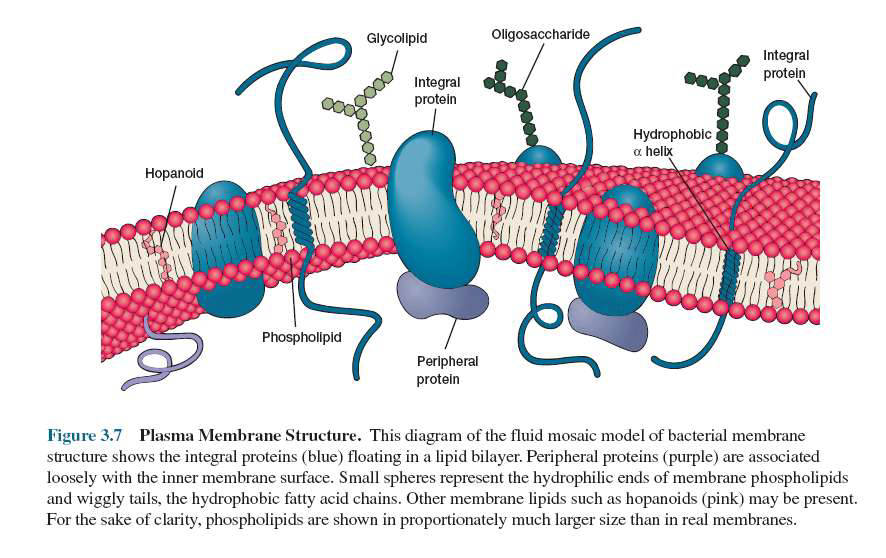 Glycolipid
Oligosaccharide
Integral
protein
Integral
protein
Hydrophobic
α helix
Hopanoid
Phospholipid
Peripheral
protein
Figure 3.7 Plasma Membrane Structure. This diagram of the fluid mosaic model of bacterial membrane
structure shows the integral proteins (blue) floating in a lipid bilayer. Peripheral proteins (purple) are associated
loosely with the inner membrane surface. Small spheres represent the hydrophilic ends of membrane phospholipids
and wiggly tails, the hydrophobic fatty acid chains. Other membrane lipids such as hopanoids (pink) may be present.
For the sake of clarity, phospholipids are shown in proportionately much larger size than in real membranes.